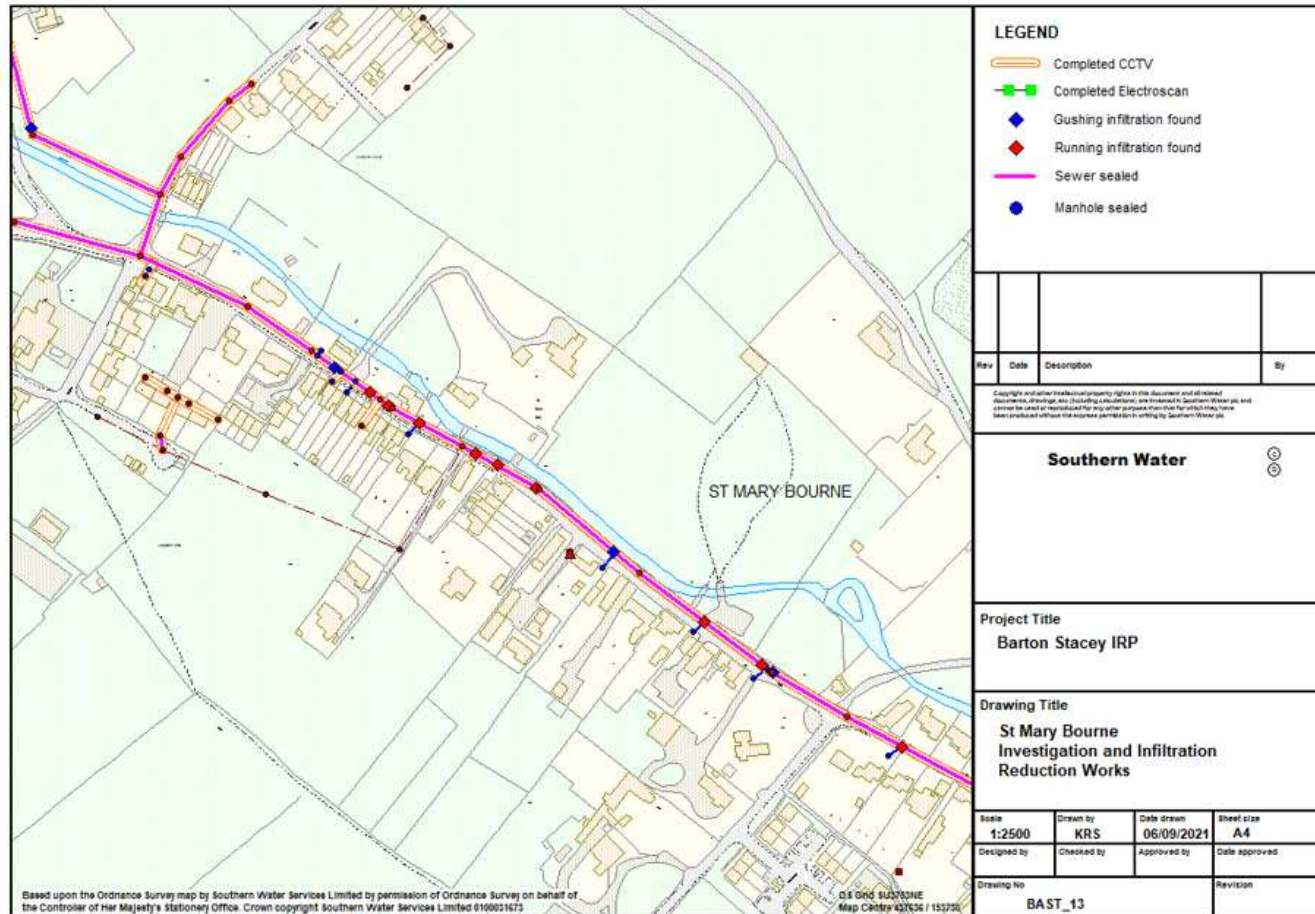 ST MARY BOURNE
Based upon the Ordnance Survey map by Southern Water Services Limited by permission of Ordnance Survey on behalf of
the Controller of Her Majesty's Stationery Office. Crown copyright Southern Water Services Limited 0100031673
LEGEND
Completed CCTV
Completed Electroscan
Gushing infiltration found
Running infiltration found
Sewer sealed
Manhole sealed
Rev Date Description By
Southern Water
Project Title
Barton Stacey IRP
Drawing Title
St Mary Bourne
Investigation and Infiltration
Reduction Works
Scale Drawn by Date drawn Sheet size
1:2500 KRS 06/09/2021 A4
Designed by Checked by Approved by Date approved
Drawing No Revision
BAST_13